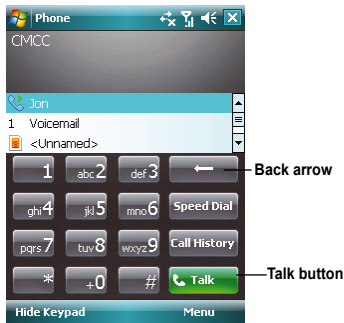 Phone
CMCC
Jon
1 Voicemail
<Unnamed>
1 abc 2 def 3
Back arrow
ghi 4 jkl 5 mno 6 Speed Dial
pqrs 7 tuv 8 wxyz 9 Call History
* +0 # Talk
Talk button
Hide Keypad Menu